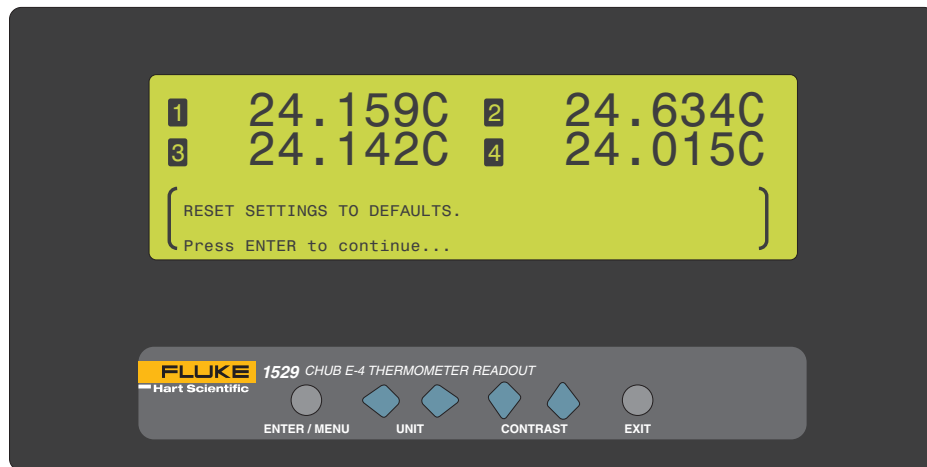 1 24.159C 2 24.634C
3 24.142C 4 24.015C
RESET SETTINGS TO DEFAULTS.
Press ENTER to continue...
FLUKE 1529 CHUB E-4 THERMOMETER READOUT
Hart Scientific
ENTER / MENU UNIT CONTRAST EXIT